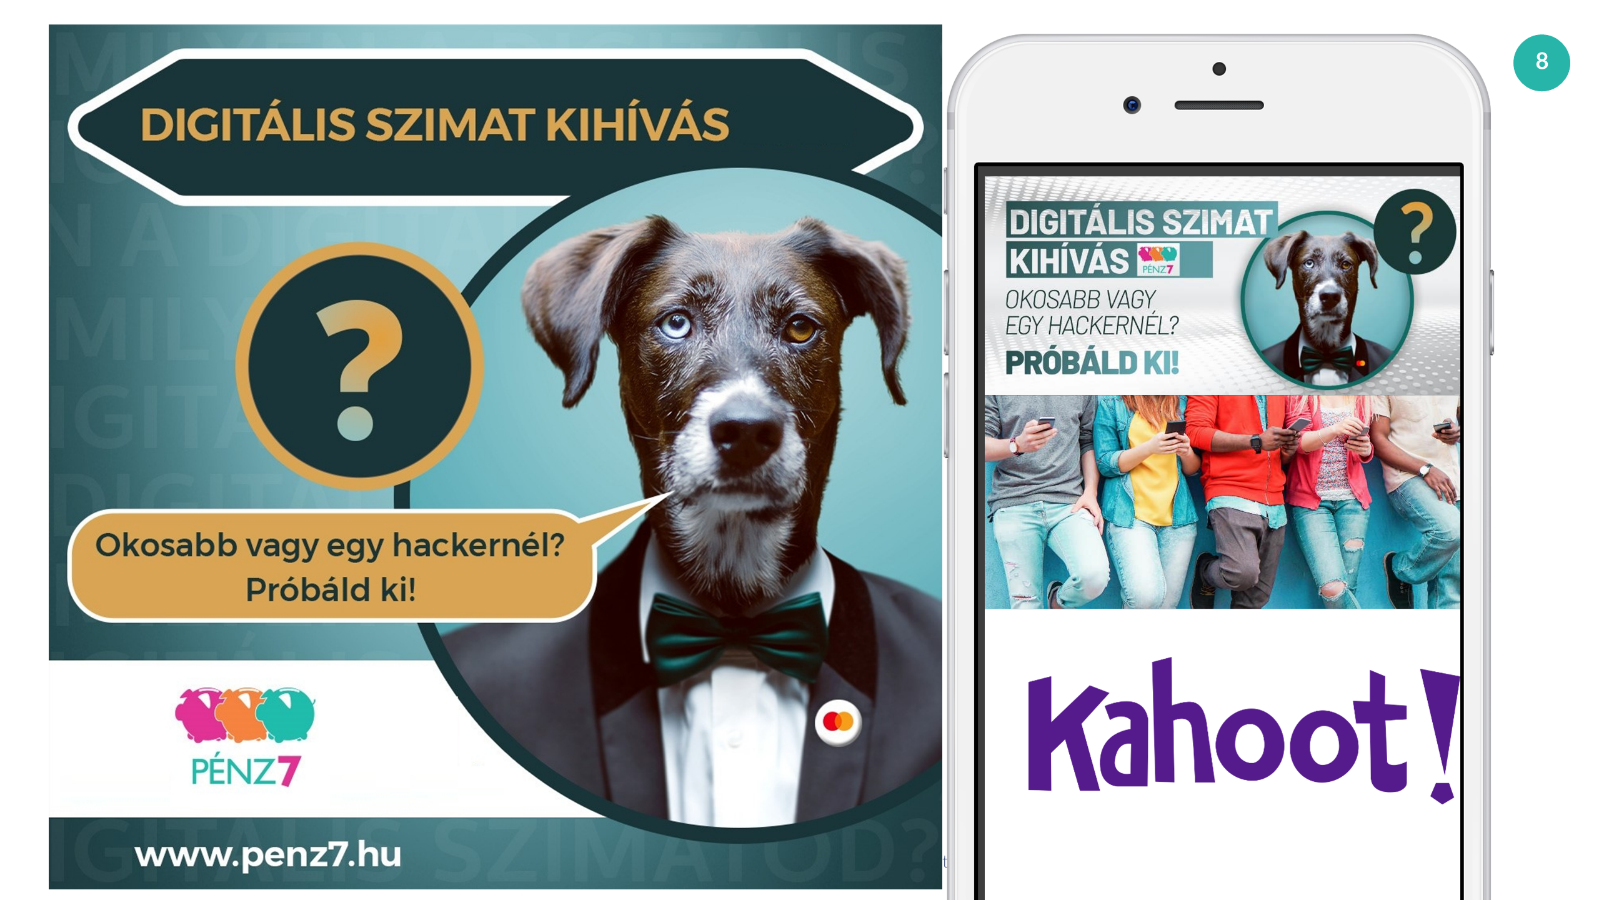 DIGITÁLIS SZIMAT KIHÍVÁS
?
Okosabb vagy egy hackernél?
Próbáld ki!
PÉNZ7
www.penz7.hu
DIGITÁLIS SZIMAT
KIHÍVÁS
PÉNZ7
?
OKOSABB VAGY
EGY HACKERNÉL?
PRÓBÁLD KI!
Kahoot!
8